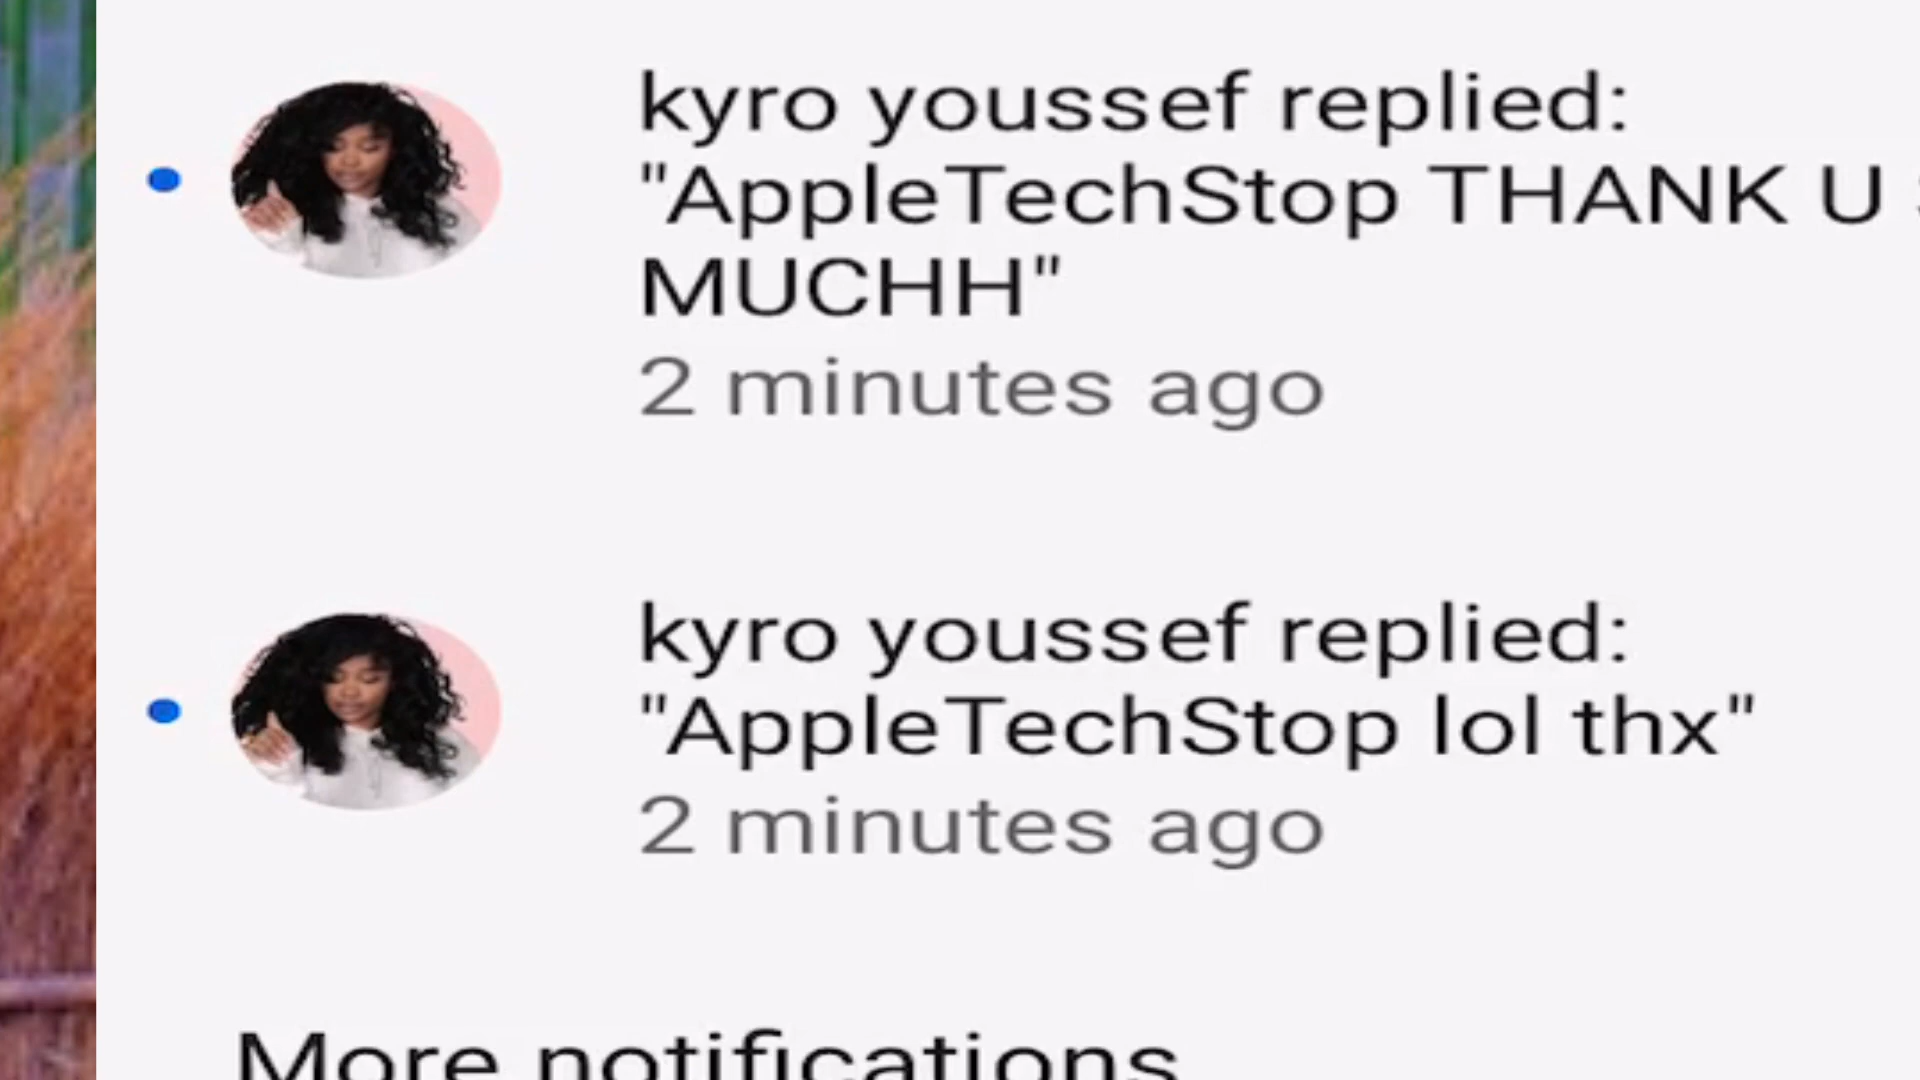 kyro youssef replied:
"AppleTechStop THANK U
MUCHH"
2 minutes ago
kyro youssef replied:
"AppleTechStop lol thx"
2 minutes ago
More notifications